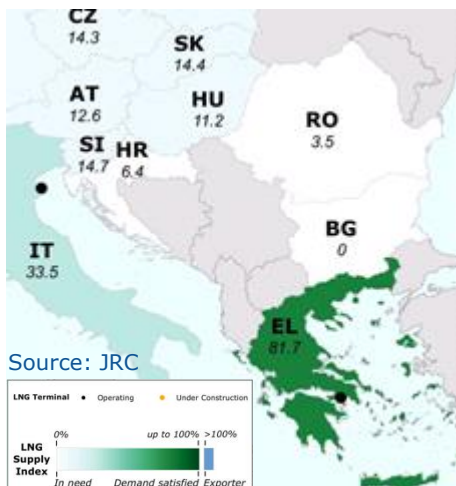 CZ
14.3
SK
14.4
AT
12.6
HU
11.2
RO
3.5
SI
14.7
HR
6.4
BG
0
IT
33.5
EL
81.7
Source: JRC
LNG Terminal
Operating
Under Construction
0%
up to 100%
>100%
LNG
Supply
Index
In need
Demand satisfied
Exporter